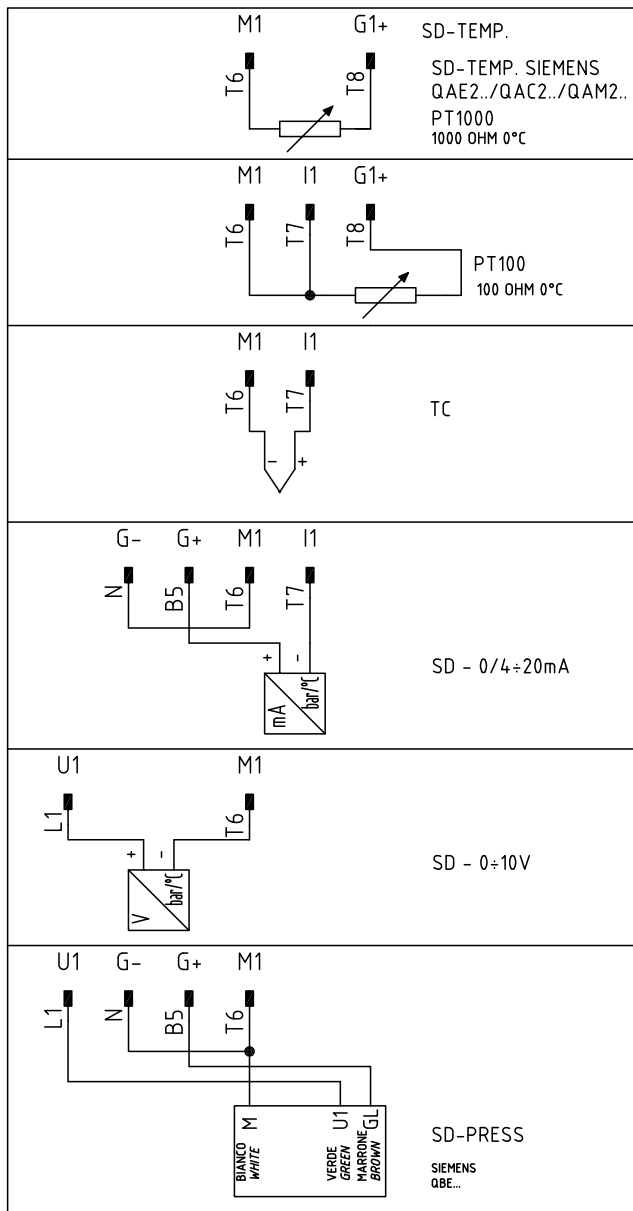 M1 G1+ SD-TEMP.
T6 T8
SD-TEMP. SIEMENS
QAE2../QAC2../QAM2..
PT1000
1000 OHM 0°C
M1 I1 G1+
T6 T7 T8
PT100
100 OHM 0°C
M1 I1
T6 T7
TC
- +
G- G+ M1 I1
N B5 T6 T7
+ -
mA bar/°C
SD - 0/4÷20mA
U1 M1
L1 T6
+ -
V bar/°C
SD - 0÷10V
U1 G- G+ M1
L1 N B5 T6
M U1 GL
BIANCO
WHITE
VERDE
GREEN
MARRONE
BROWN
SD-PRESS
SIEMENS
QBE...